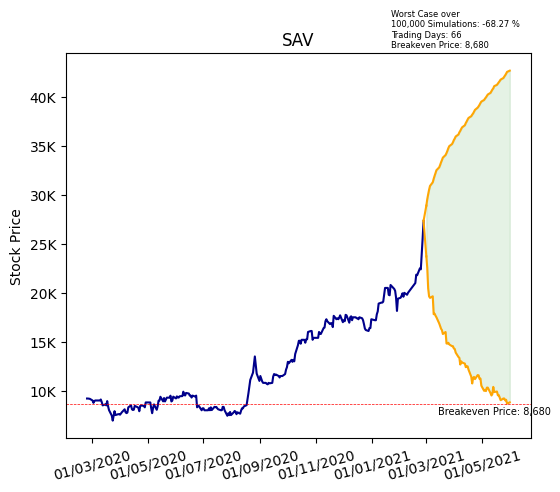 Worst Case over
100,000 Simulations: -68.27 %
Trading Days: 66
Breakeven Price: 8,680
SAV
Stock Price
40K
35K
30K
25K
20K
15K
10K
Breakeven Price: 8,680
01/03/2020
01/05/2020
01/07/2020
01/09/2020
01/11/2020
01/01/2021
01/03/2021
01/05/2021